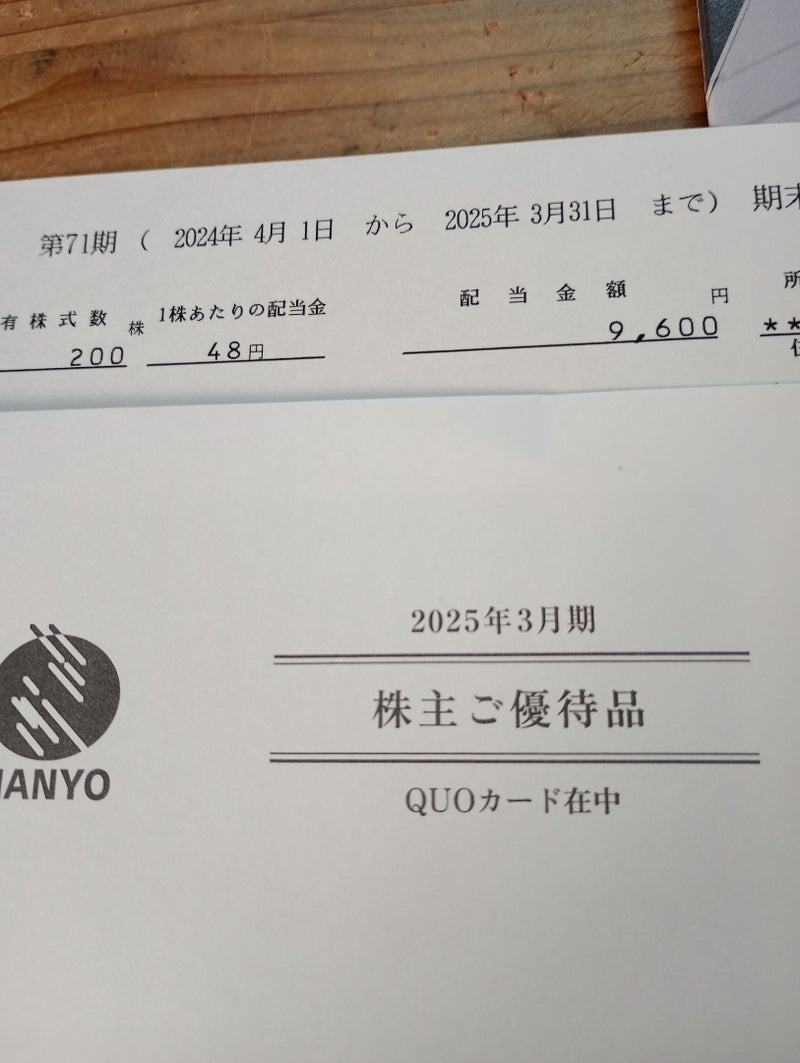 第71期 ( 2024年 4月 1日 から 2025年 3月31日 まで) 期末
有株式数 株 1株あたりの配当金 配当金額 円 所
200 48円 9,600 **
2025年3月期
株主ご優待品
QUOカード在中
ANYO